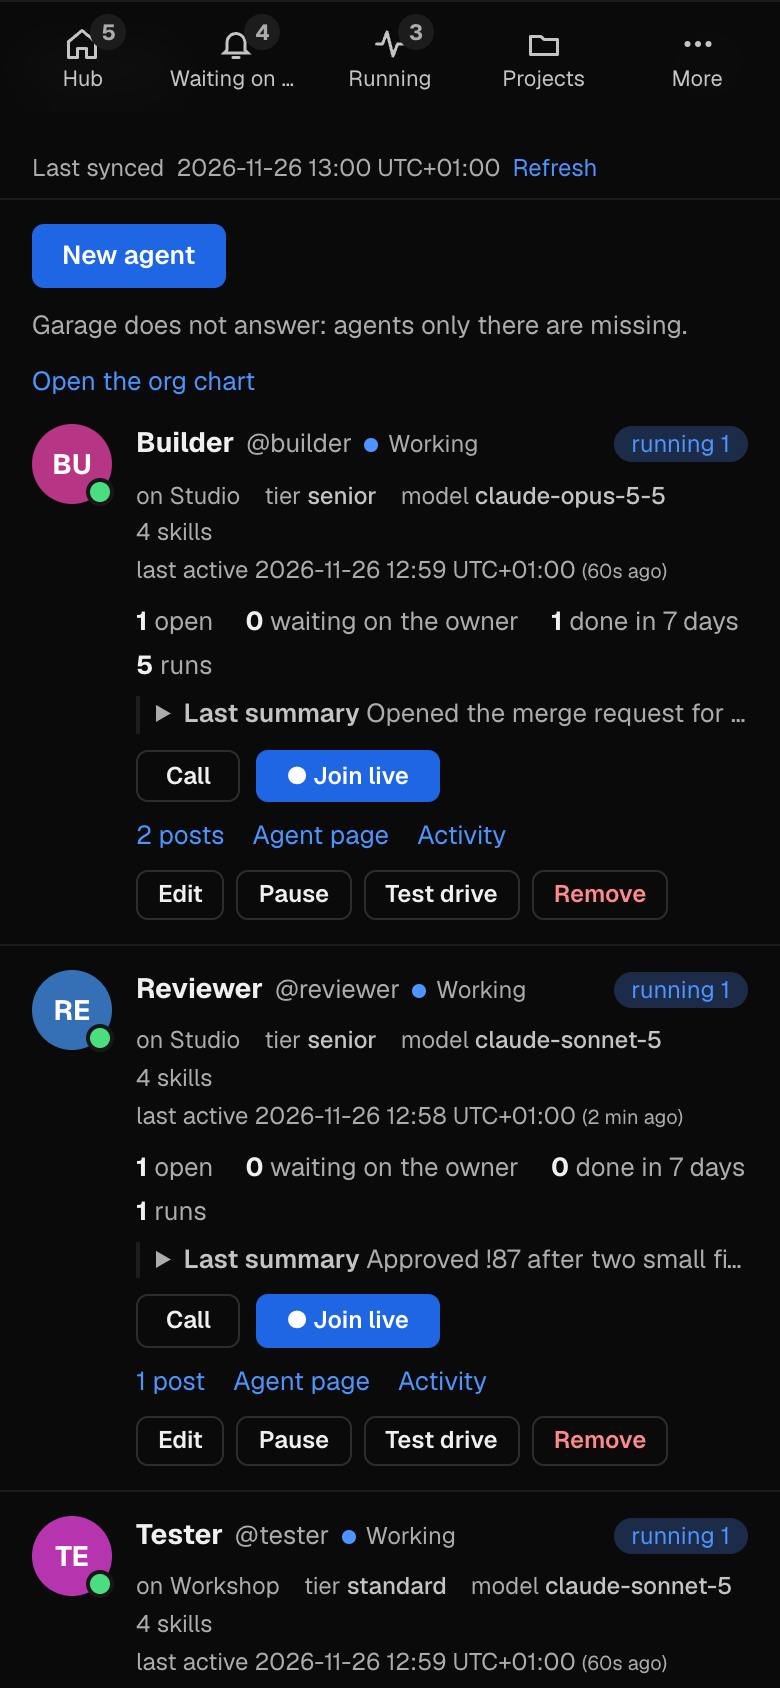 5 4 3
Hub Waiting on ... Running Projects More
Last synced 2026-11-26 13:00 UTC+01:00 Refresh
New agent
Garage does not answer: agents only there are missing.
Open the org chart
BU Builder @builder Working running 1
on Studio tier senior model claude-opus-5-5
4 skills
last active 2026-11-26 12:59 UTC+01:00 (60s ago)
1 open 0 waiting on the owner 1 done in 7 days
5 runs
Last summary Opened the merge request for ...
Call Join live
2 posts Agent page Activity
Edit Pause Test drive Remove
RE Reviewer @reviewer Working running 1
on Studio tier senior model claude-sonnet-5
4 skills
last active 2026-11-26 12:58 UTC+01:00 (2 min ago)
1 open 0 waiting on the owner 0 done in 7 days
1 runs
Last summary Approved !87 after two small fi...
Call Join live
1 post Agent page Activity
Edit Pause Test drive Remove
TE Tester @tester Working running 1
on Workshop tier standard model claude-sonnet-5
4 skills
last active 2026-11-26 12:59 UTC+01:00 (60s ago)